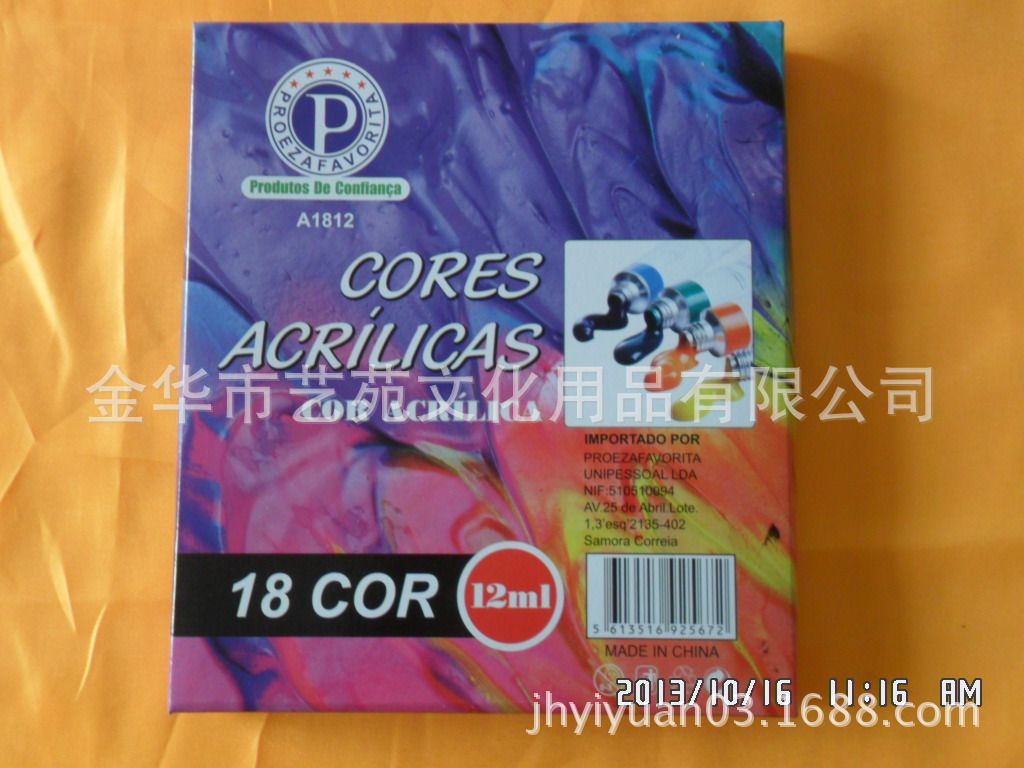 PROEZAFAVORITA
P
Produtos De Confiança
A1812
CORES
ACRÍLICAS
COR ACRÍLICA
金华市艺苑文化用品有限公司
IMPORTADO POR
PROEZAFAVORITA
UNIPESSOAL LDA
NIF:510510094
AV.25 de Abril.Lote.
1,3'esq'2135-402
Samora Correia
18 COR
12ml
5 613516 925672
MADE IN CHINA
2013/10/16 11:16 AM
jhyiyuan03.1688.com